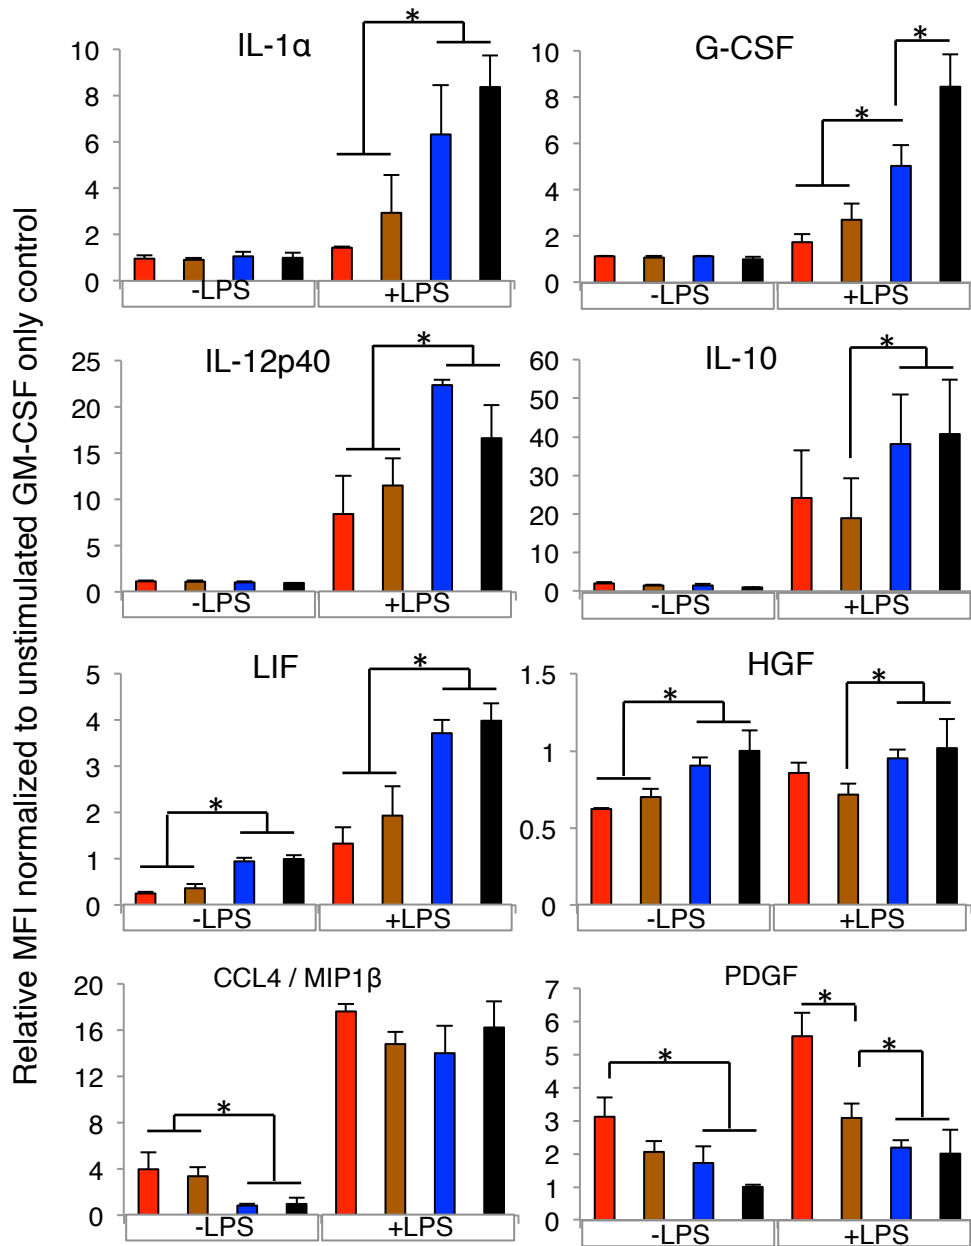 Relative MFI normalized to unstimulated GM-CSF only control
IL-1α
*
10
8
6
4
2
0
-LPS
+LPS
G-CSF
*
*
10
8
6
4
2
0
-LPS
+LPS
IL-12p40
*
25
20
15
10
5
0
-LPS
+LPS
IL-10
*
60
50
40
30
20
10
0
-LPS
+LPS
LIF
*
*
5
4
3
2
1
0
-LPS
+LPS
HGF
*
*
1.5
1
0.5
0
-LPS
+LPS
CCL4 / MIP1β
*
20
16
12
8
4
0
-LPS
+LPS
PDGF
*
*
*
7
6
5
4
3
2
1
0
-LPS
+LPS